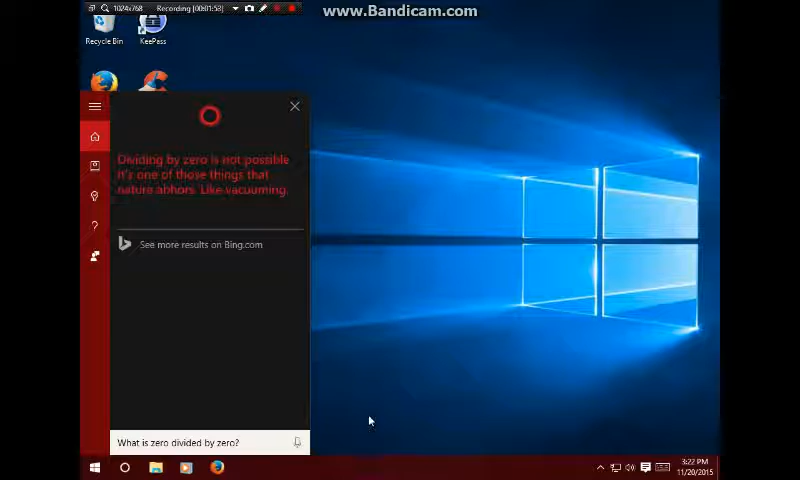 1024x768 Recording [00:01:53]
www.Bandicam.com
Recycle Bin KeePass
Dividing by zero is not possible
it's one of those things that
nature abhors. Like vacuuming.
See more results on Bing.com
What is zero divided by zero?
3:22 PM
11/20/2015